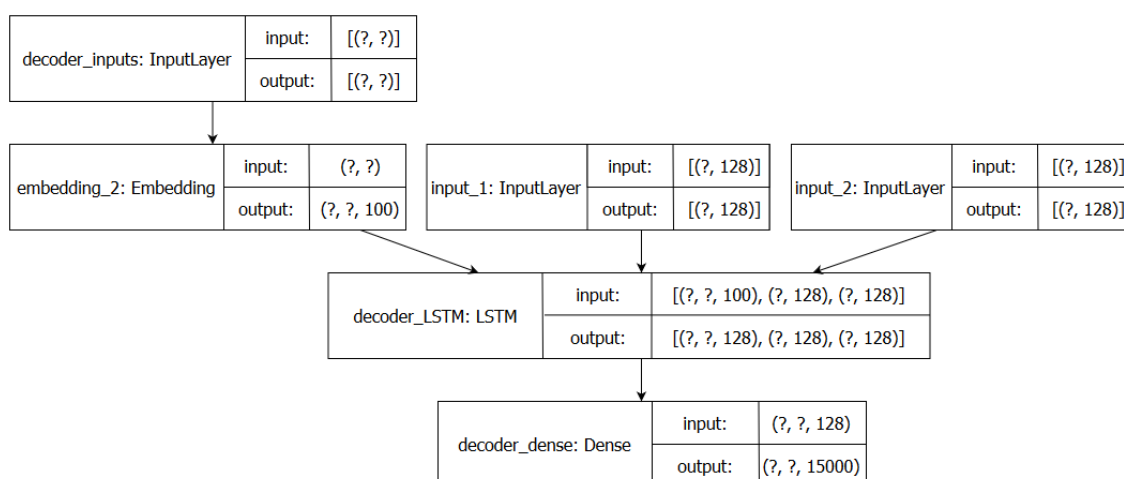 decoder_inputs: InputLayer
input: [(?, ?)]
output: [(?, ?)]
embedding_2: Embedding
input: (?, ?)
output: (?, ?, 100)
input_1: InputLayer
input: [(?, 128)]
output: [(?, 128)]
input_2: InputLayer
input: [(?, 128)]
output: [(?, 128)]
decoder_LSTM: LSTM
input: [(?, ?, 100), (?, 128), (?, 128)]
output: [(?, ?, 128), (?, 128), (?, 128)]
decoder_dense: Dense
input: (?, ?, 128)
output: (?, ?, 15000)